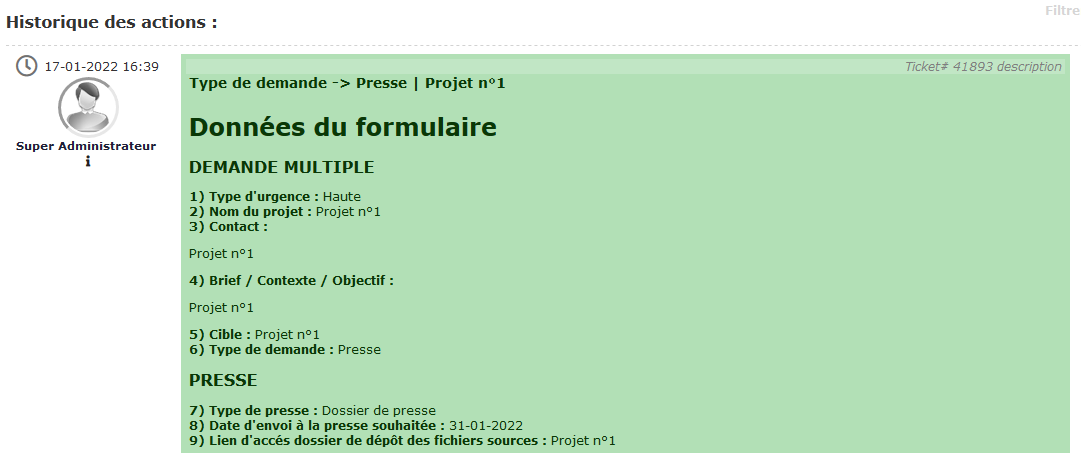 Filtre
Historique des actions :
17-01-2022 16:39
Super Administrateur
Ticket# 41893 description
Type de demande -> Presse | Projet n°1
Données du formulaire
DEMANDE MULTIPLE
1) Type d'urgence : Haute
2) Nom du projet : Projet n°1
3) Contact :
Projet n°1
4) Brief / Contexte / Objectif :
Projet n°1
5) Cible : Projet n°1
6) Type de demande : Presse
PRESSE
7) Type de presse : Dossier de presse
8) Date d'envoi à la presse souhaitée : 31-01-2022
9) Lien d'accés dossier de dépôt des fichiers sources : Projet n°1